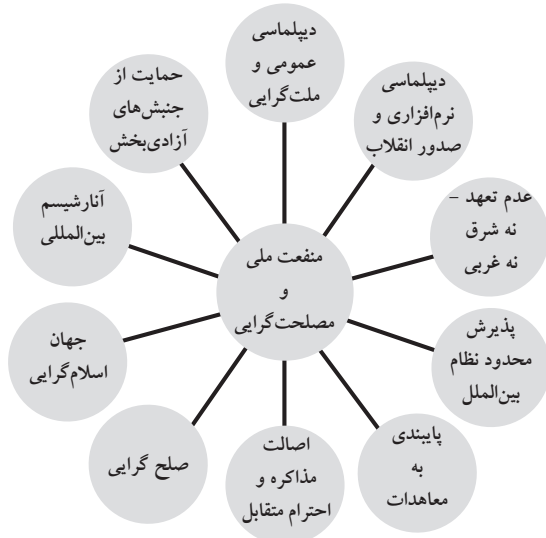 دیپلماسی
عمومی و
ملت‌گرایی
دیپلماسی
نرم‌افزاری و
صدور انقلاب
عدم تعهد –
نه شرق
نه غربی
پذیرش
محدود نظام
بین‌الملل
پایبندی
به
معاهدات
اصالت
مذاکره و
احترام متقابل
صلح گرایی
جهان
اسلام‌گرایی
آنارشیسم
بین‌المللی
حمایت از
جنبش‌های
آزادی‌بخش
منفعت ملی
و
مصلحت‌گرایی